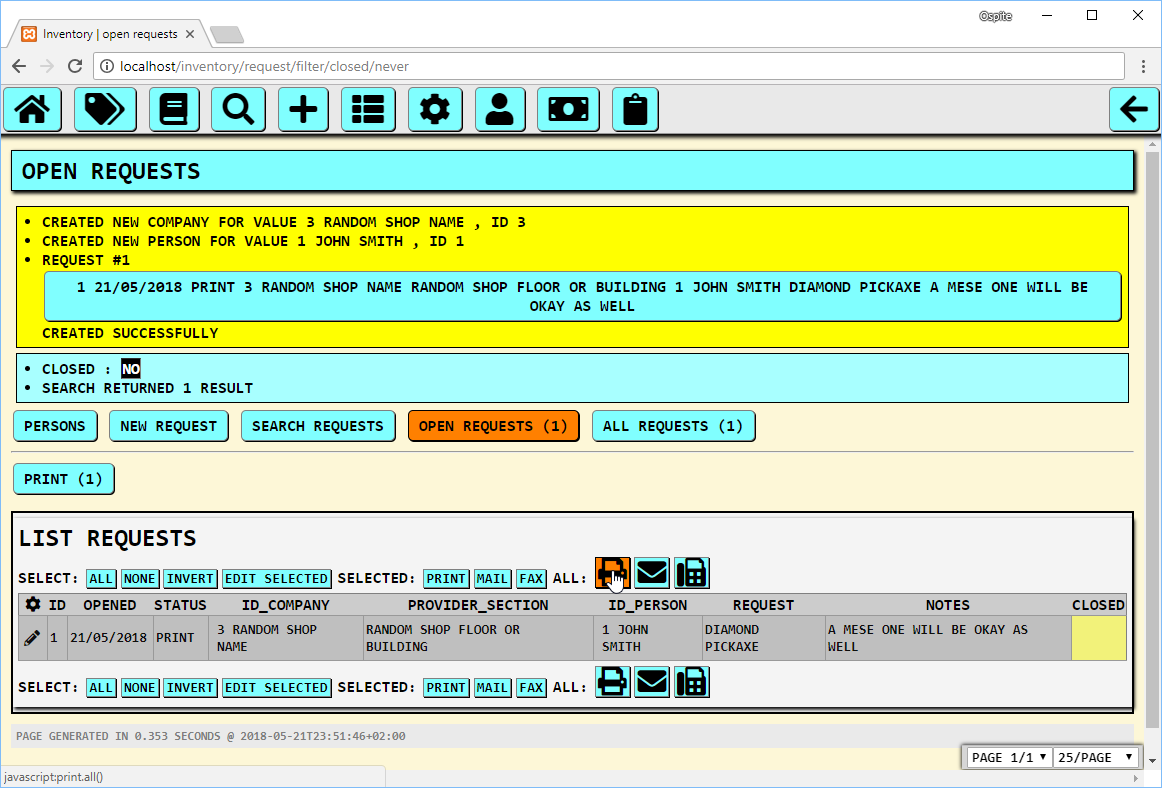 Ospite
Inventory | open requests
localhost/inventory/request/filter/closed/never
OPEN REQUESTS
CREATED NEW COMPANY FOR VALUE 3 RANDOM SHOP NAME , ID 3
CREATED NEW PERSON FOR VALUE 1 JOHN SMITH , ID 1
REQUEST #1
1 21/05/2018 PRINT 3 RANDOM SHOP NAME RANDOM SHOP FLOOR OR BUILDING 1 JOHN SMITH DIAMOND PICKAXE A MESE ONE WILL BE
OKAY AS WELL
CREATED SUCCESSFULLY
CLOSED : NO
SEARCH RETURNED 1 RESULT
PERSONS NEW REQUEST SEARCH REQUESTS OPEN REQUESTS (1) ALL REQUESTS (1)
PRINT (1)
LIST REQUESTS
SELECT: ALL NONE INVERT EDIT SELECTED SELECTED: PRINT MAIL FAX ALL:
ID OPENED STATUS ID_COMPANY PROVIDER_SECTION ID_PERSON REQUEST NOTES CLOSED
1 21/05/2018 PRINT 3 RANDOM SHOP RANDOM SHOP FLOOR OR 1 JOHN DIAMOND A MESE ONE WILL BE OKAY AS
NAME BUILDING SMITH PICKAXE WELL
SELECT: ALL NONE INVERT EDIT SELECTED SELECTED: PRINT MAIL FAX ALL:
PAGE GENERATED IN 0.353 SECONDS @ 2018-05-21T23:51:46+02:00
PAGE 1/1 25/PAGE
javascript:print.all()